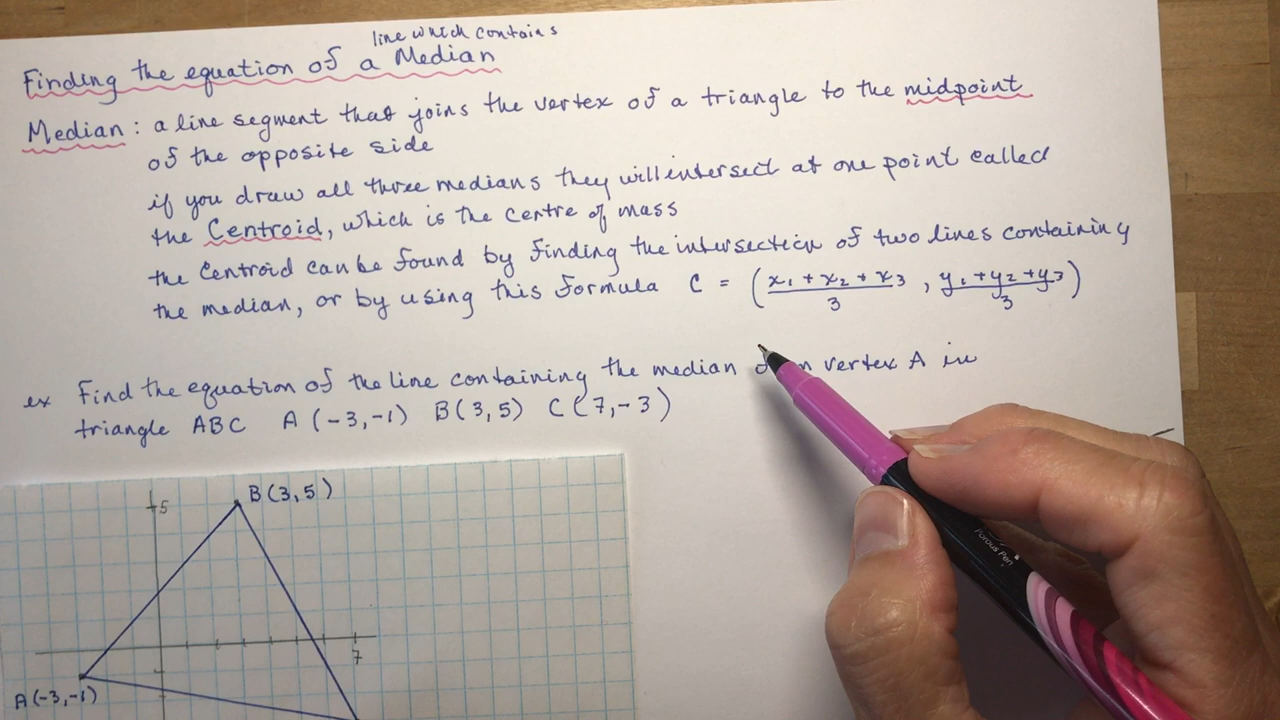 line which contains
Finding the equation of a Median
Median : a line segment that joins the vertex of a triangle to the midpoint
of the opposite side
if you draw all three medians they will intersect at one point called
the Centroid, which is the centre of mass
the centroid can be found by finding the intersection of two lines containing
the median, or by using this formula C = (x₁ + x₂ + x₃ / 3 , y₁ + y₂ + y₃ / 3)
ex Find the equation of the line containing the median vertex A in
triangle ABC A (-3,-1) B(3,5) C(7,-3)
5
B(3,5)
7
A(-3,-1)
Porous Pen